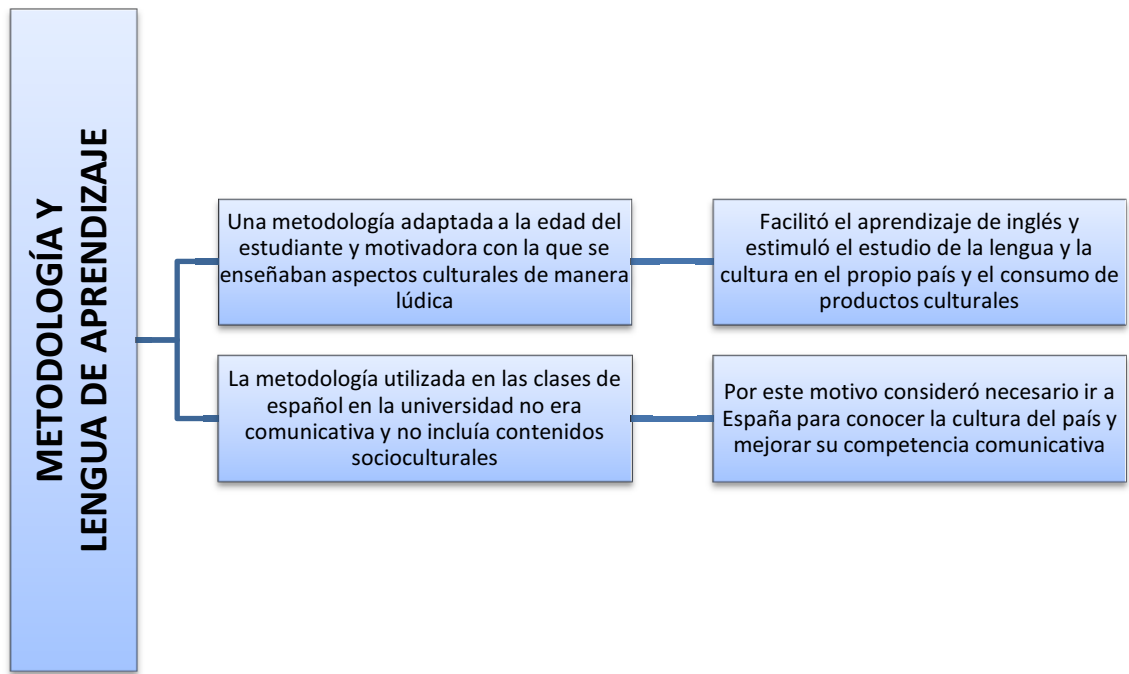 METODOLOGÍA Y
LENGUA DE APRENDIZAJE
Una metodología adaptada a la edad del
estudiante y motivadora con la que se
enseñaban aspectos culturales de manera
lúdica
Facilitó el aprendizaje de inglés y
estimuló el estudio de la lengua y la
cultura en el propio país y el consumo de
productos culturales
La metodología utilizada en las clases de
español en la universidad no era
comunicativa y no incluía contenidos
socioculturales
Por este motivo consideró necesario ir a
España para conocer la cultura del país y
mejorar su competencia comunicativa